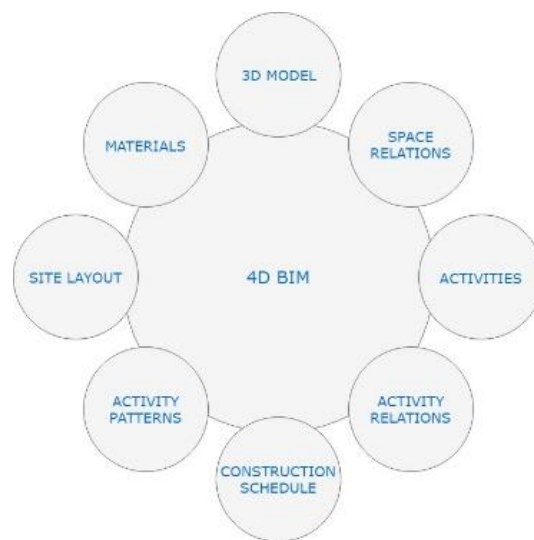 3D MODEL
MATERIALS
SPACE
RELATIONS
SITE LAYOUT
4D BIM
ACTIVITIES
ACTIVITY
PATTERNS
ACTIVITY
RELATIONS
CONSTRUCTION
SCHEDULE